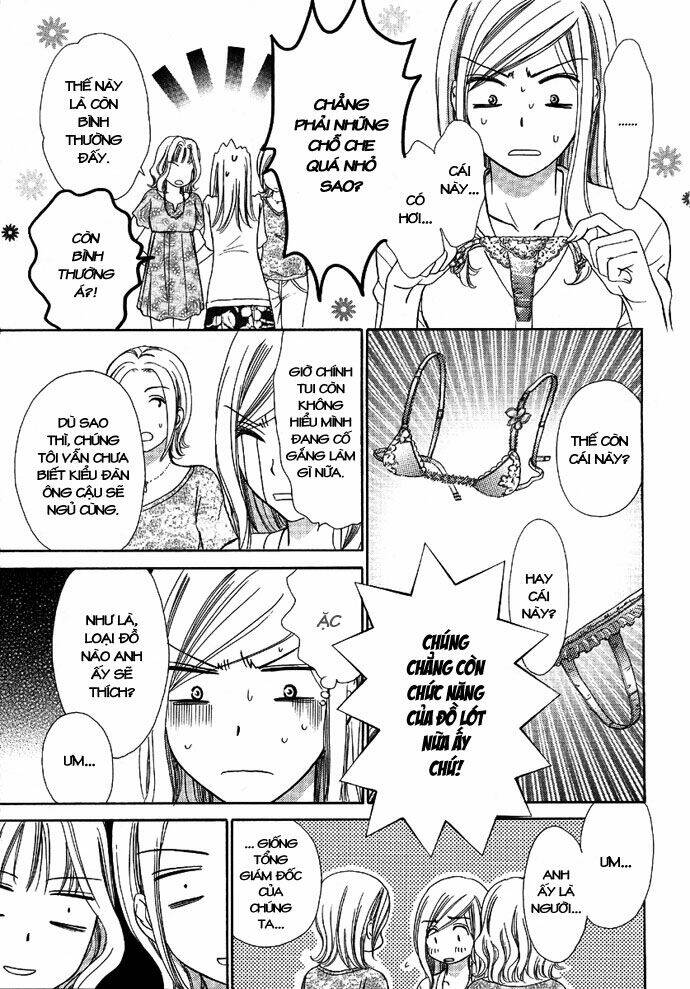 .......
CÁI
NÀY...
CÓ
HƠI...
CHẲNG
PHẢI NHỮNG
CHỖ CHE
QUÁ NHỎ
SAO?
THẾ NÀY
LÀ CÒN
BÌNH
THƯỜNG
ĐẤY.
CÒN
BÌNH
THƯỜNG
Á?!
THẾ CÒN
CÁI NÀY?
HAY
CÁI
NÀY?
CHÚNG
CHẲNG CÒN
CHỨC NĂNG
CỦA ĐỒ LÓT
NỮA ẤY
CHỨ!
GIỜ CHÍNH
TUI CÒN
KHÔNG
HIỂU MÌNH
ĐANG CỐ
GẮNG LÀM
GÌ NỮA.
DÙ SAO
THÌ, CHÚNG
TÔI VẪN CHƯA
BIẾT KIỂU ĐÀN
ÔNG CẬU SẼ
NGỦ CÙNG.
ẶC
NHƯ LÀ,
LOẠI ĐỒ
NÀO ANH
ẤY SẼ
THÍCH?
ƯM...
ƯM...
ANH
ẤY LÀ
NGƯỜI...
... GIỐNG
TỔNG
GIÁM ĐỐC
CỦA
CHÚNG
TA...